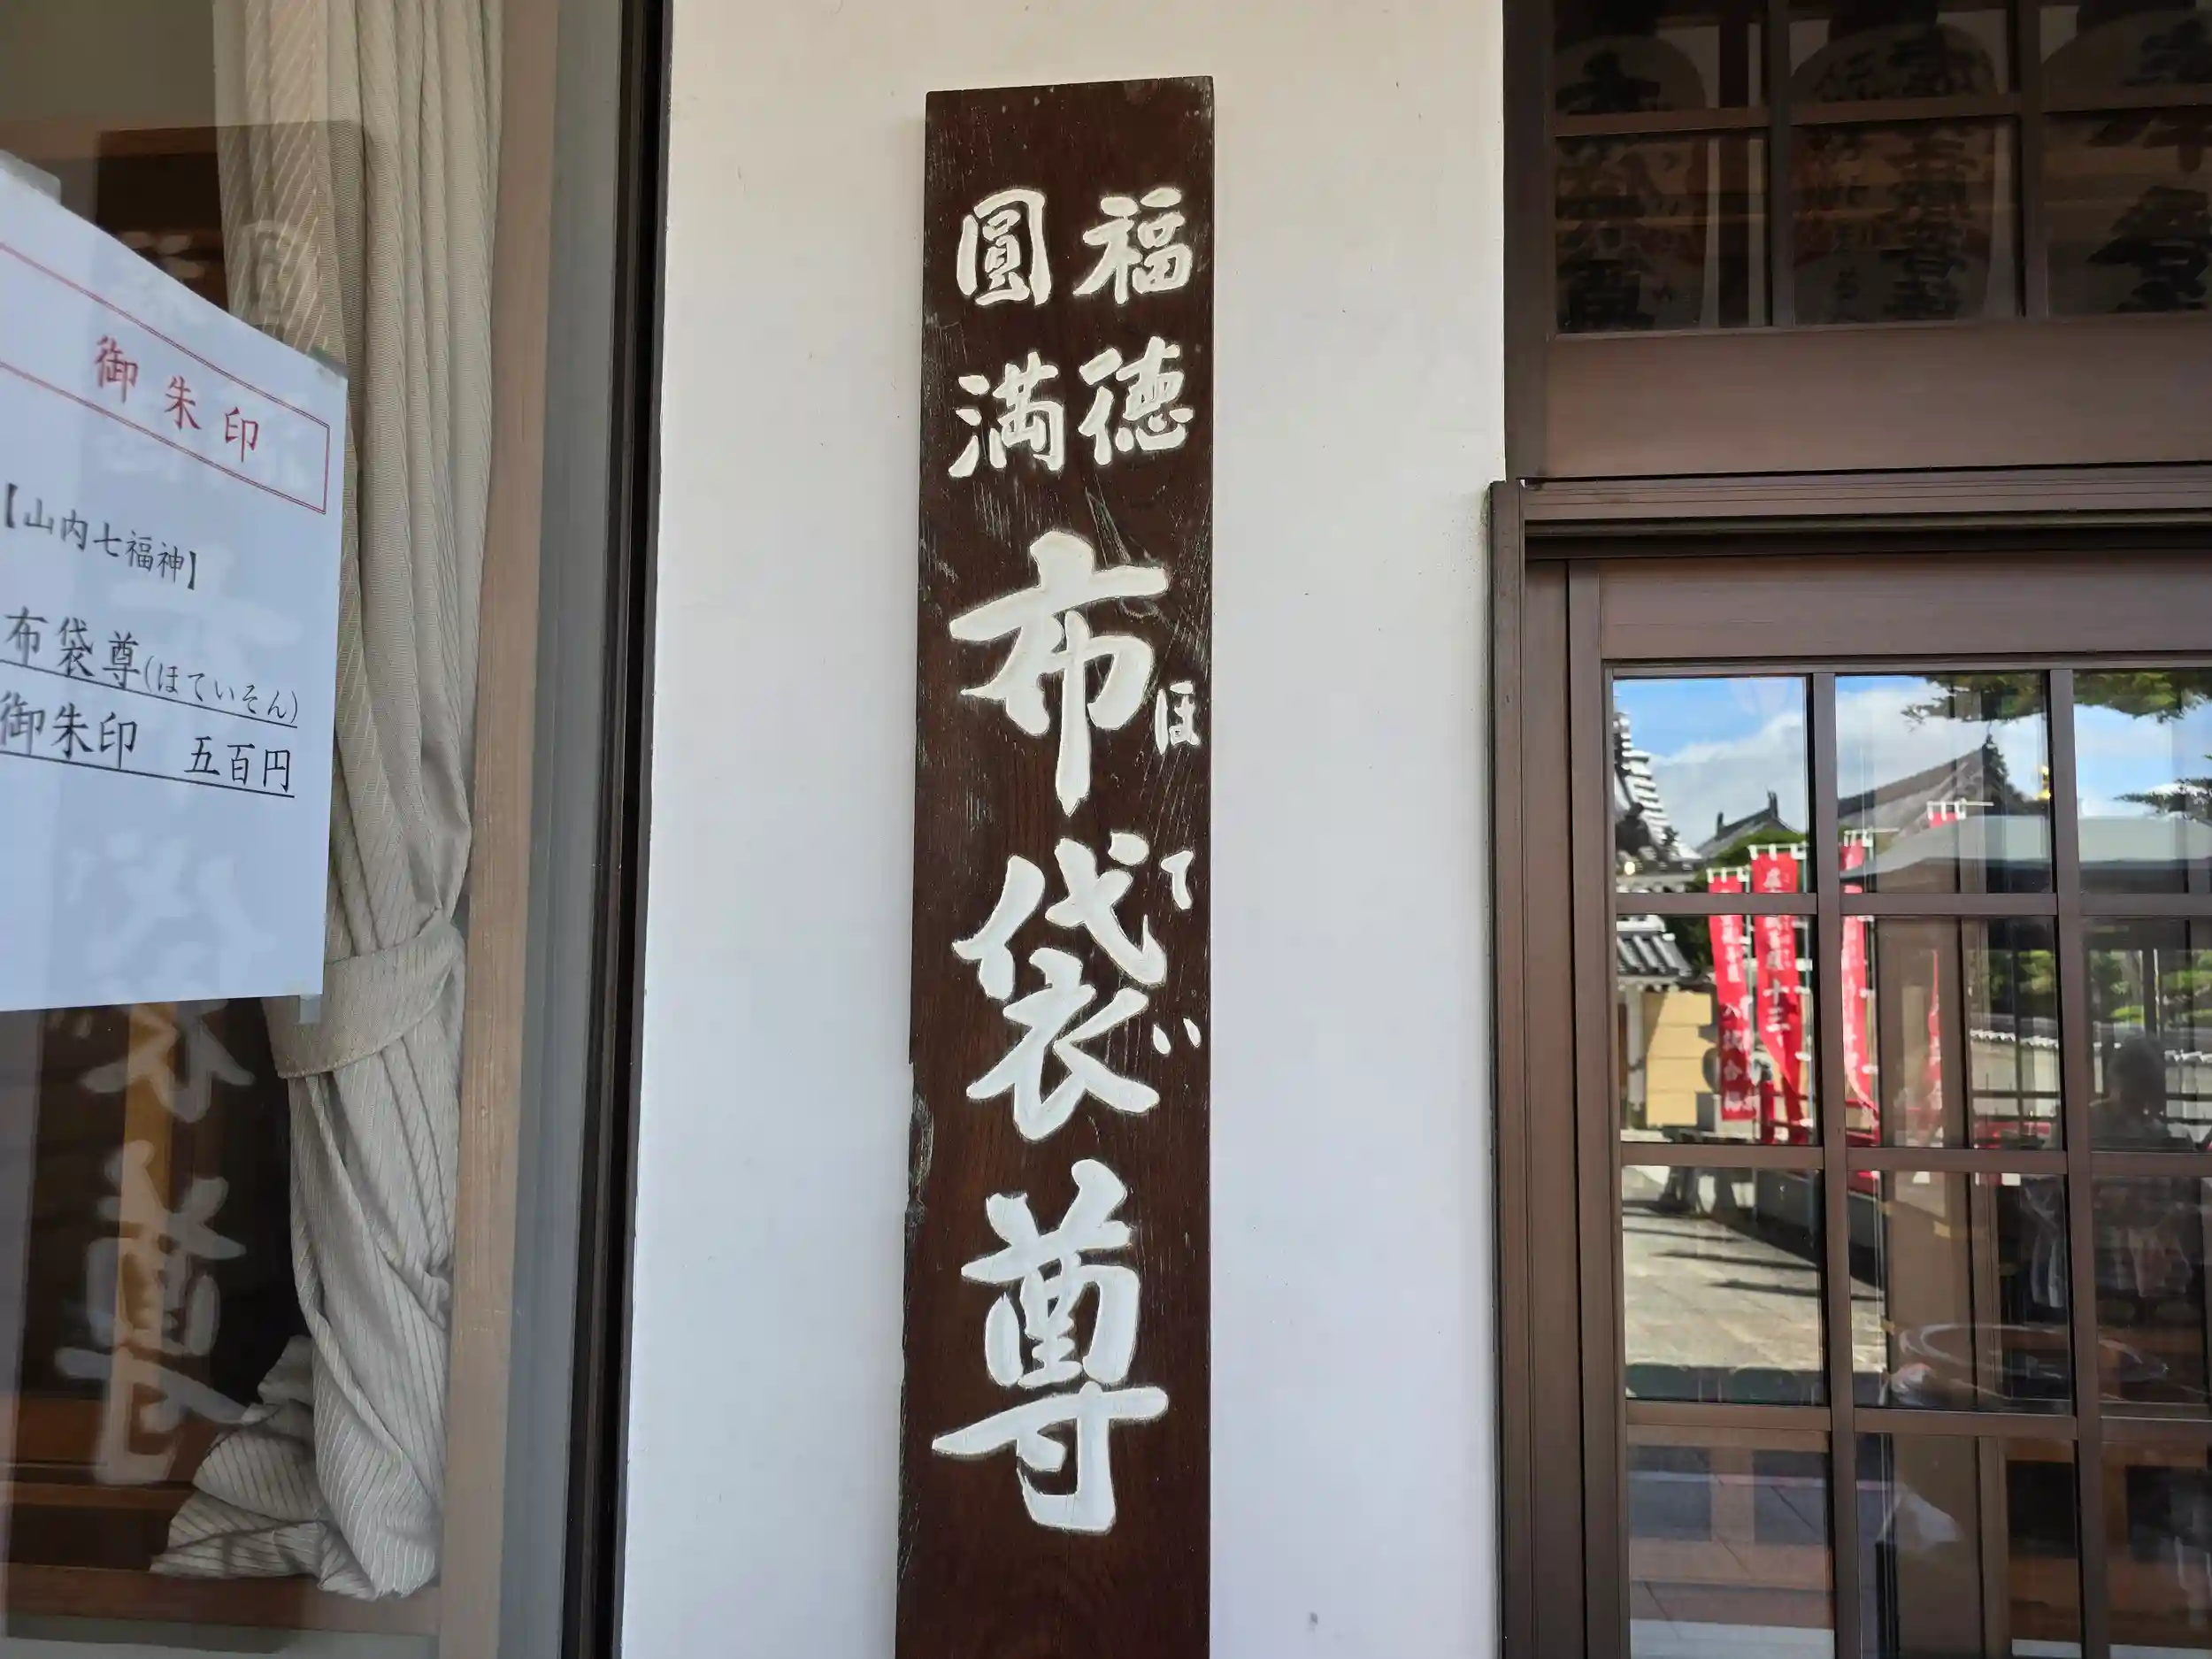 福徳
圓満
布袋尊
ほてい
御朱印
【山内七福神】
布袋尊(ほていそん)
御朱印 五百円